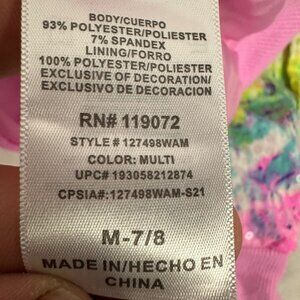 BODY/CUERPO
93% POLYESTER/POLIESTER
7% SPANDEX
LINING/FORRO
100% POLYESTER/POLIESTER
EXCLUSIVE OF DECORATION/
EXCLUSIVO DE DECORACION
RN# 119072
STYLE # 127498WAM
COLOR: MULTI
UPC# 193058212874
CPSIA#:127498WAM-S21
M-7/8
MADE IN/HECHO EN
CHINA